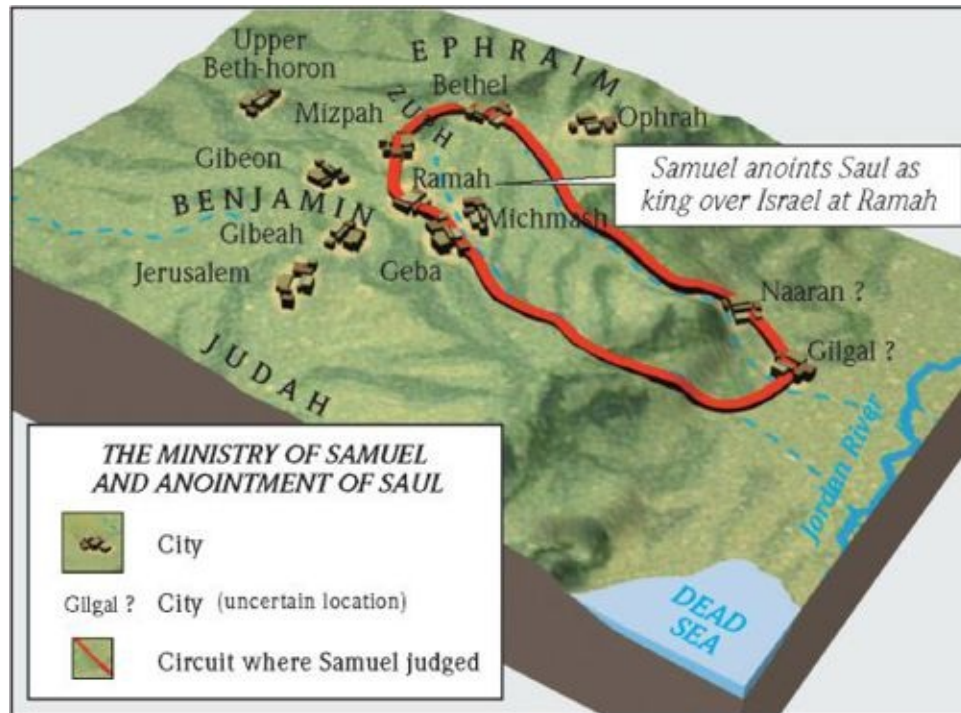 EPHRAIM
Upper
Beth-horon
Bethel
Mizpah
ZUPH
Ophrah
Gibeon
Ramah
Samuel anoints Saul as
king over Israel at Ramah
BENJAMIN
Michmash
Gibeah
Geba
Jerusalem
Naaran ?
Gilgal ?
JUDAH
Jordan River
DEAD
SEA
THE MINISTRY OF SAMUEL
AND ANOINTMENT OF SAUL
City
Gilgal ? City (uncertain location)
Circuit where Samuel judged